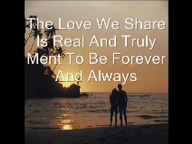 The Love We Share
Is Real And Truly
Ment To Be Forever
And Always